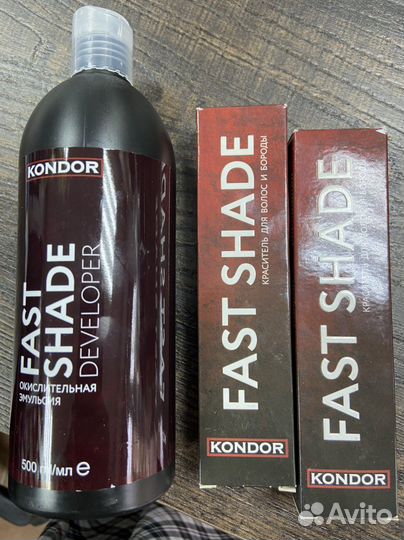 KONDOR
FAST
SHADE
DEVELOPER
ОКИСЛИТЕЛЬНАЯ
ЭМУЛЬСИЯ
500 /мл e
FAST SHADE
КРАСИТЕЛЬ ДЛЯ ВОЛОС И БОРОДЫ
KONDOR
FAST SHADE
KONDOR
Avito